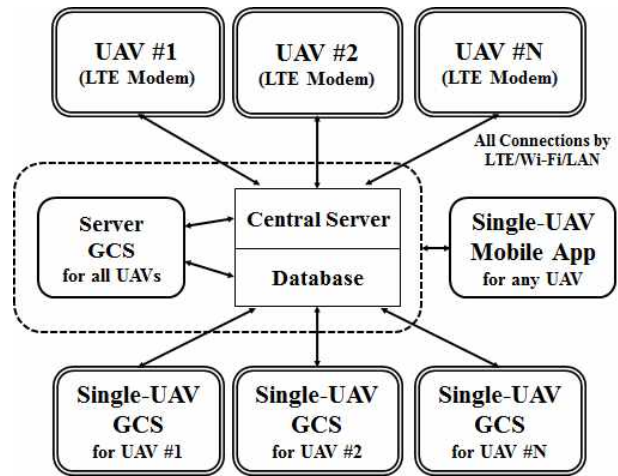 UAV #1
(LTE Modem)
UAV #2
(LTE Modem)
UAV #N
(LTE Modem)
All Connections by
LTE/Wi-Fi/LAN
Server
GCS
for all UAVs
Central Server
Database
Single-UAV
Mobile App
for any UAV
Single-UAV
GCS
for UAV #1
Single-UAV
GCS
for UAV #2
Single-UAV
GCS
for UAV #N